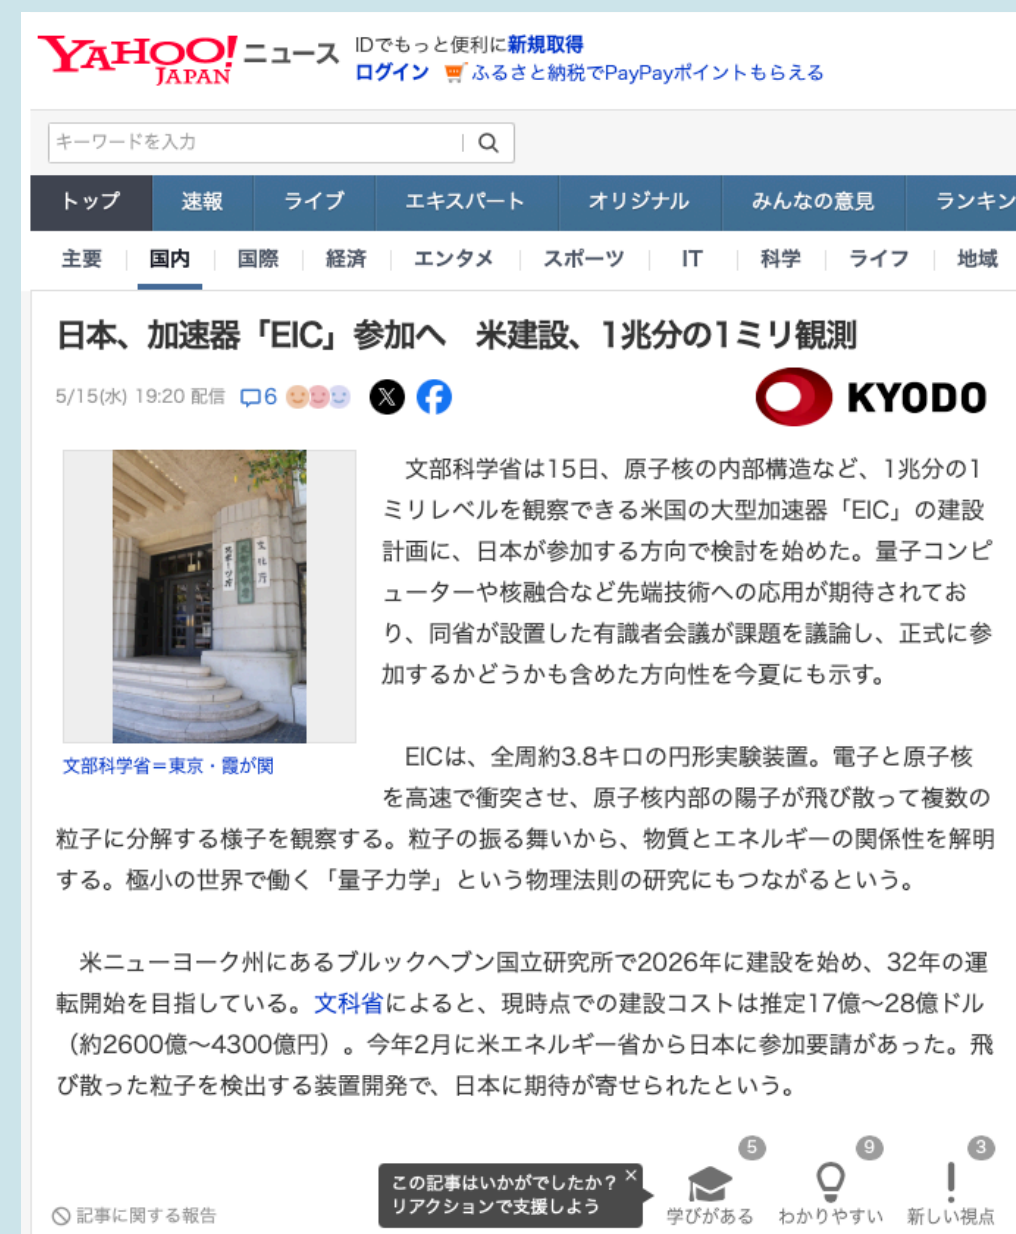 YAHOO! JAPAN ニュース
IDでもっと便利に新規取得
ログイン ふるさと納税でPayPayポイントもらえる
キーワードを入力
トップ 速報 ライブ エキスパート オリジナル みんなの意見 ランキン
主要 国内 国際 経済 エンタメ スポーツ IT 科学 ライフ 地域
日本、加速器「EIC」参加へ　米建設、1兆分の1ミリ観測
5/15(水) 19:20 配信 6
KYODO
文部科学省は15日、原子核の内部構造など、1兆分の1
ミリレベルを観察できる米国の大型加速器「EIC」の建設
計画に、日本が参加する方向で検討を始めた。量子コンピ
ューターや核融合など先端技術への応用が期待されてお
り、同省が設置した有識者会議が課題を議論し、正式に参
加するかどうかも含めた方向性を今夏にも示す。
文化庁
文部科学省
スポーツ庁
文部科学省＝東京・霞が関
EICは、全周約3.8キロの円形実験装置。電子と原子核
を高速で衝突させ、原子核内部の陽子が飛び散って複数の
粒子に分解する様子を観察する。粒子の振る舞いから、物質とエネルギーの関係性を解明
する。極小の世界で働く「量子力学」という物理法則の研究にもつながるという。
米ニューヨーク州にあるブルックヘブン国立研究所で2026年に建設を始め、32年の運
転開始を目指している。文科省によると、現時点での建設コストは推定17億〜28億ドル
（約2600億〜4300億円）。今年2月に米エネルギー省から日本に参加要請があった。飛
び散った粒子を検出する装置開発で、日本に期待が寄せられたという。
記事に関する報告
この記事はいかがでしたか？ ×
リアクションで支援しよう
5 9 3
学びがある わかりやすい 新しい視点